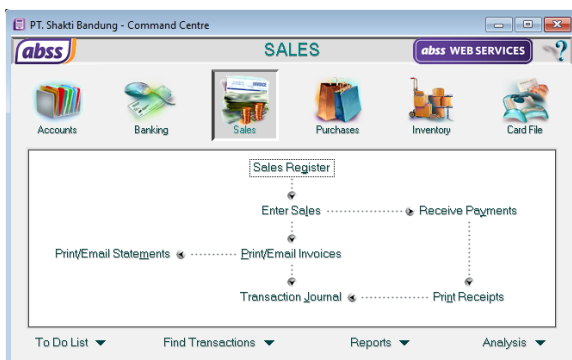 PT. Shakti Bandung - Command Centre
abss SALES abss WEB SERVICES ?
Accounts Banking Sales Purchases Inventory Card File
Sales Register
Enter Sales Receive Payments
Print/Email Statements Print/Email Invoices
Transaction Journal Print Receipts
To Do List Find Transactions Reports Analysis